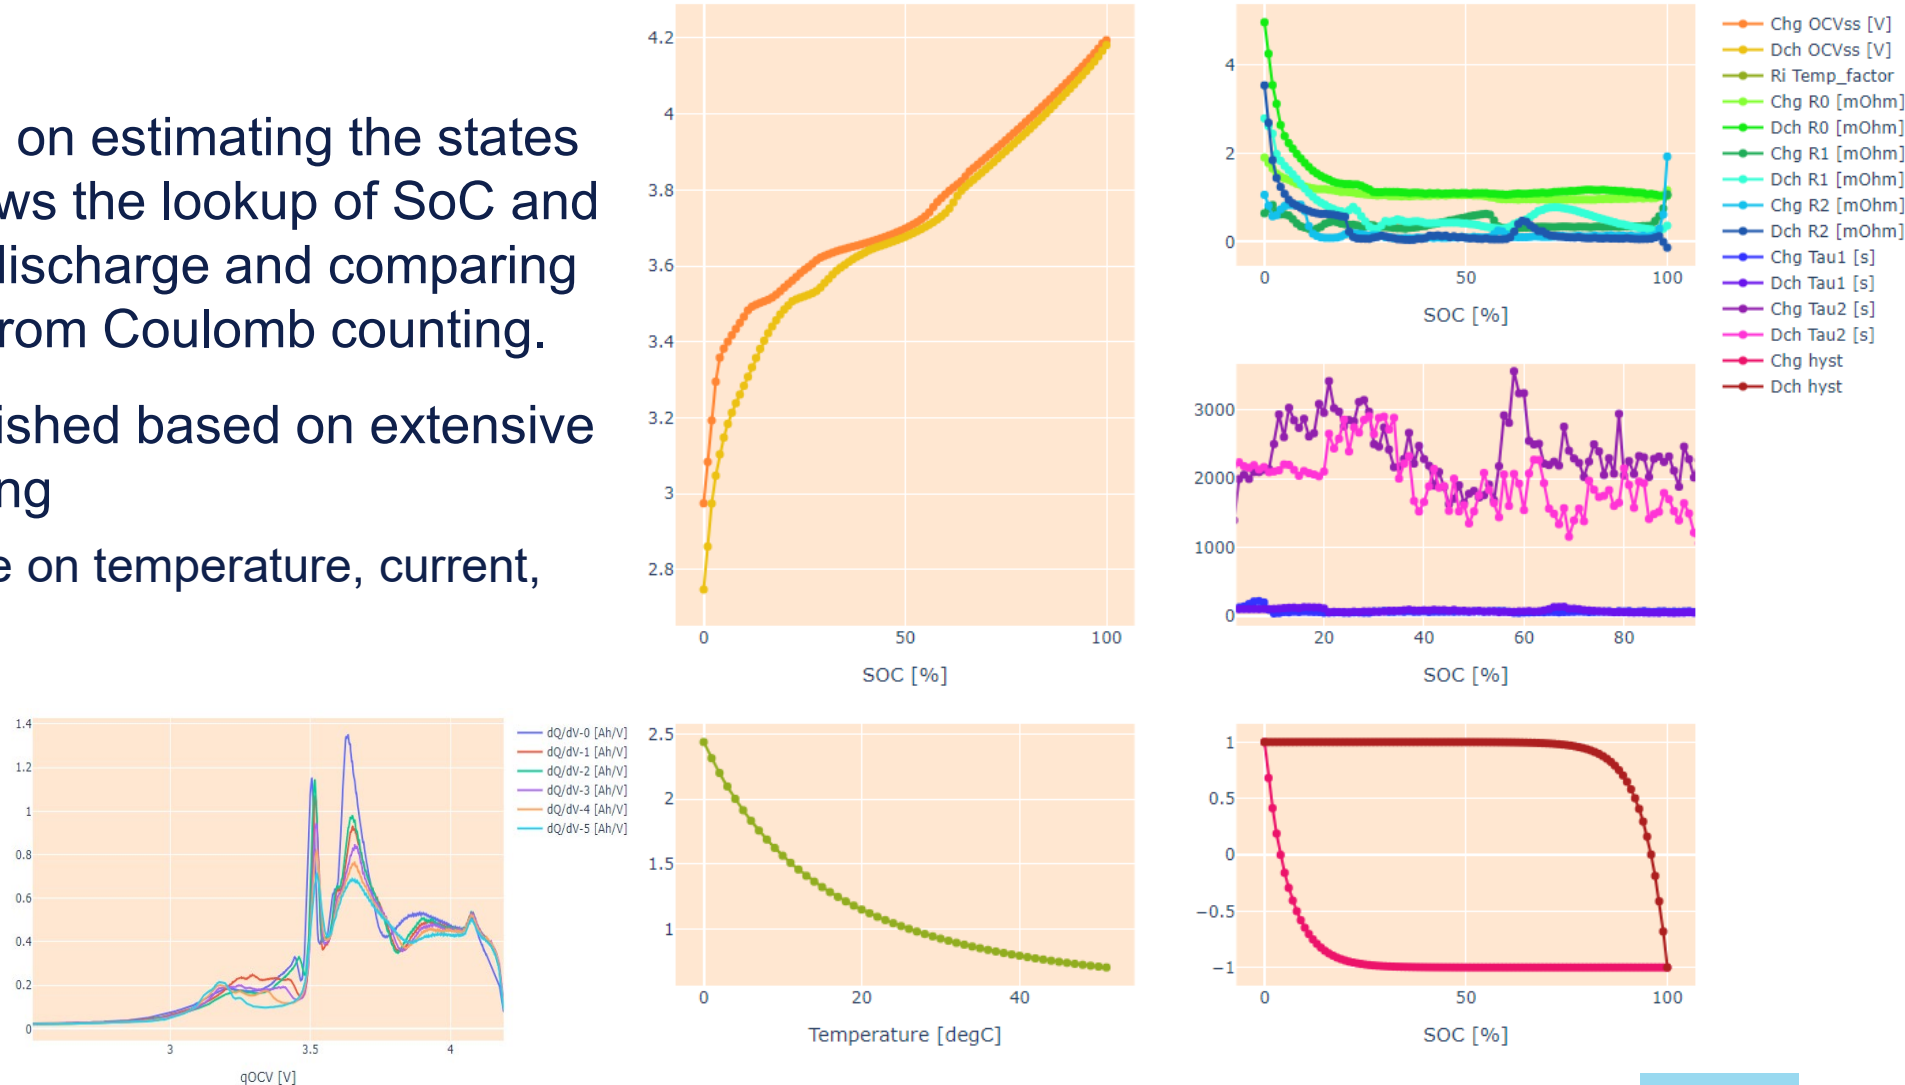 on estimating the states
ws the lookup of SoC and
discharge and comparing
rom Coulomb counting.
ished based on extensive
ng
e on temperature, current,
4.2
4
3.8
3.6
3.4
3.2
3
2.8
0
50
100
SOC [%]
4
2
0
0
50
100
SOC [%]
Chg OCVss [V]
Dch OCVss [V]
Ri Temp_factor
Chg R0 [mOhm]
Dch R0 [mOhm]
Chg R1 [mOhm]
Dch R1 [mOhm]
Chg R2 [mOhm]
Dch R2 [mOhm]
Chg Tau1 [s]
Dch Tau1 [s]
Chg Tau2 [s]
Dch Tau2 [s]
Chg hyst
Dch hyst
3000
2000
1000
0
20
40
60
80
SOC [%]
1.4
1.2
1
0.8
0.6
0.4
0.2
0
3
3.5
4
qOCV [V]
dQ/dV-0 [Ah/V]
dQ/dV-1 [Ah/V]
dQ/dV-2 [Ah/V]
dQ/dV-3 [Ah/V]
dQ/dV-4 [Ah/V]
dQ/dV-5 [Ah/V]
2.5
2
1.5
1
0
20
40
Temperature [degC]
1
0.5
0
−0.5
−1
0
50
100
SOC [%]